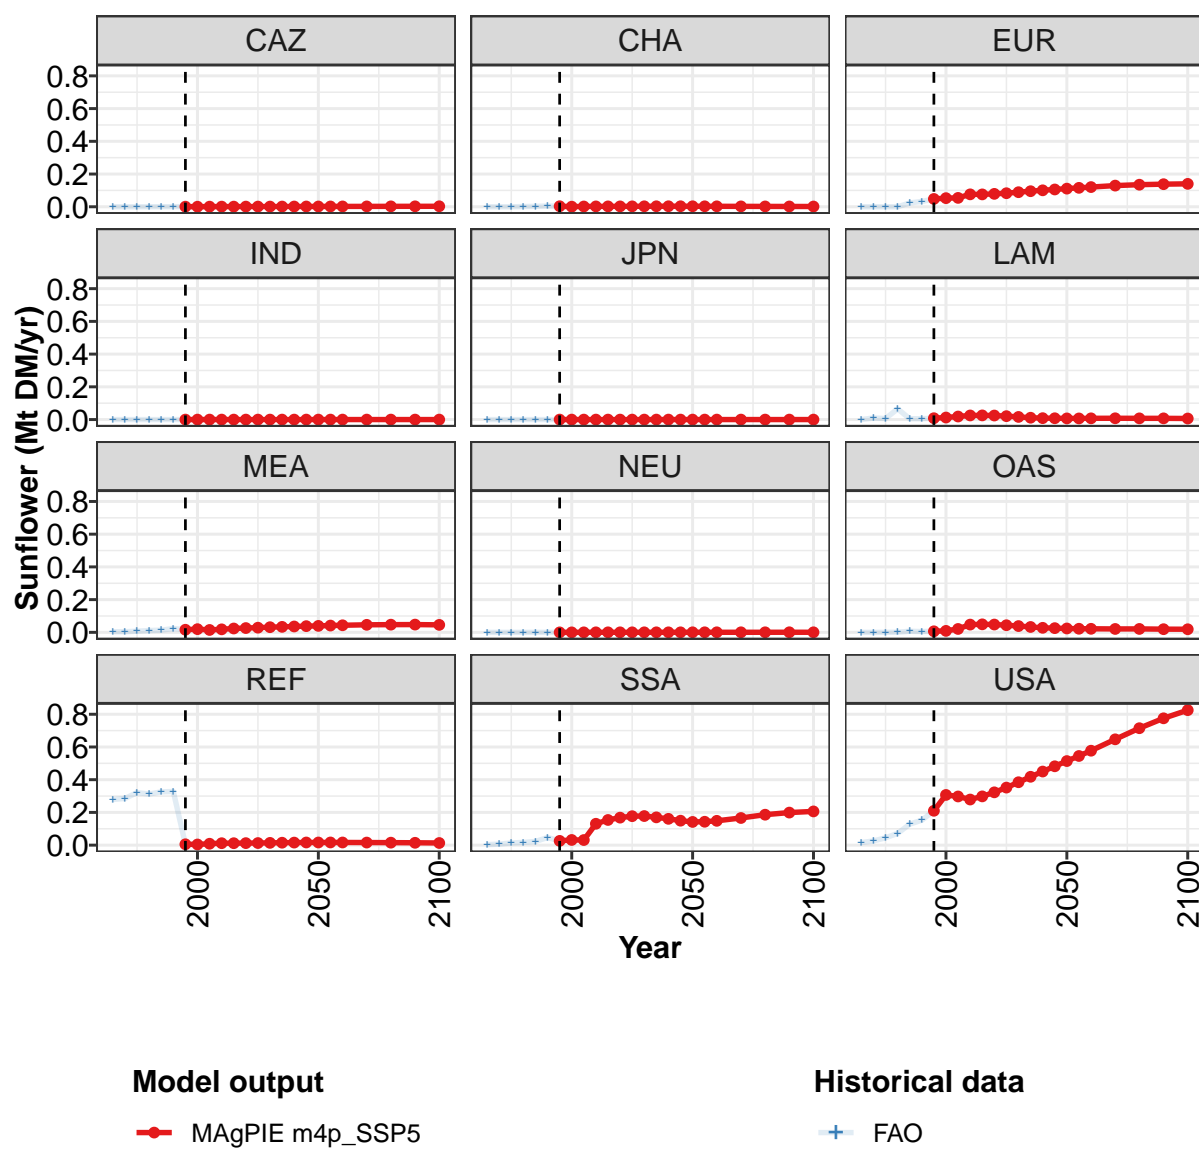 CAZ CHA EUR
0.8
0.6
0.4
0.2
0.0
IND JPN LAM
0.8
0.6
0.4
0.2
0.0
MEA NEU OAS
0.8
0.6
0.4
0.2
0.0
REF SSA USA
0.8
0.6
0.4
0.2
0.0
Sunflower (Mt DM/yr)
2000 2050 2100 2000 2050 2100 2000 2050 2100
Year
Model output Historical data
MAgPIE m4p_SSP5 FAO